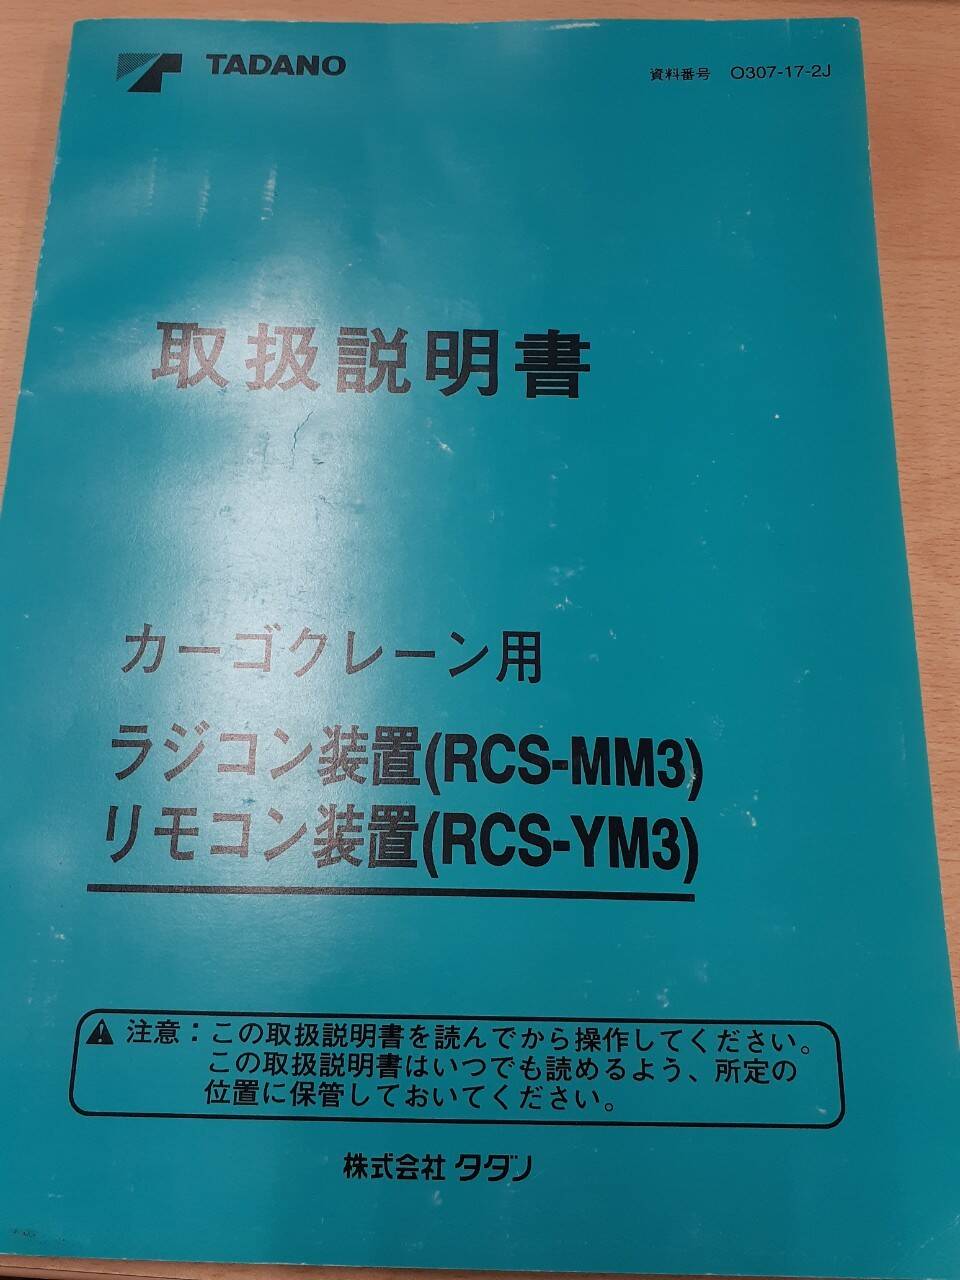 TADANO
資料番号 O307-17-2J
取扱説明書
カーゴクレーン用
ラジコン装置(RCS-MM3)
リモコン装置(RCS-YM3)
注意：この取扱説明書を読んでから操作してください。
この取扱説明書はいつでも読めるよう、所定の
位置に保管しておいてください。
株式会社 タダノ